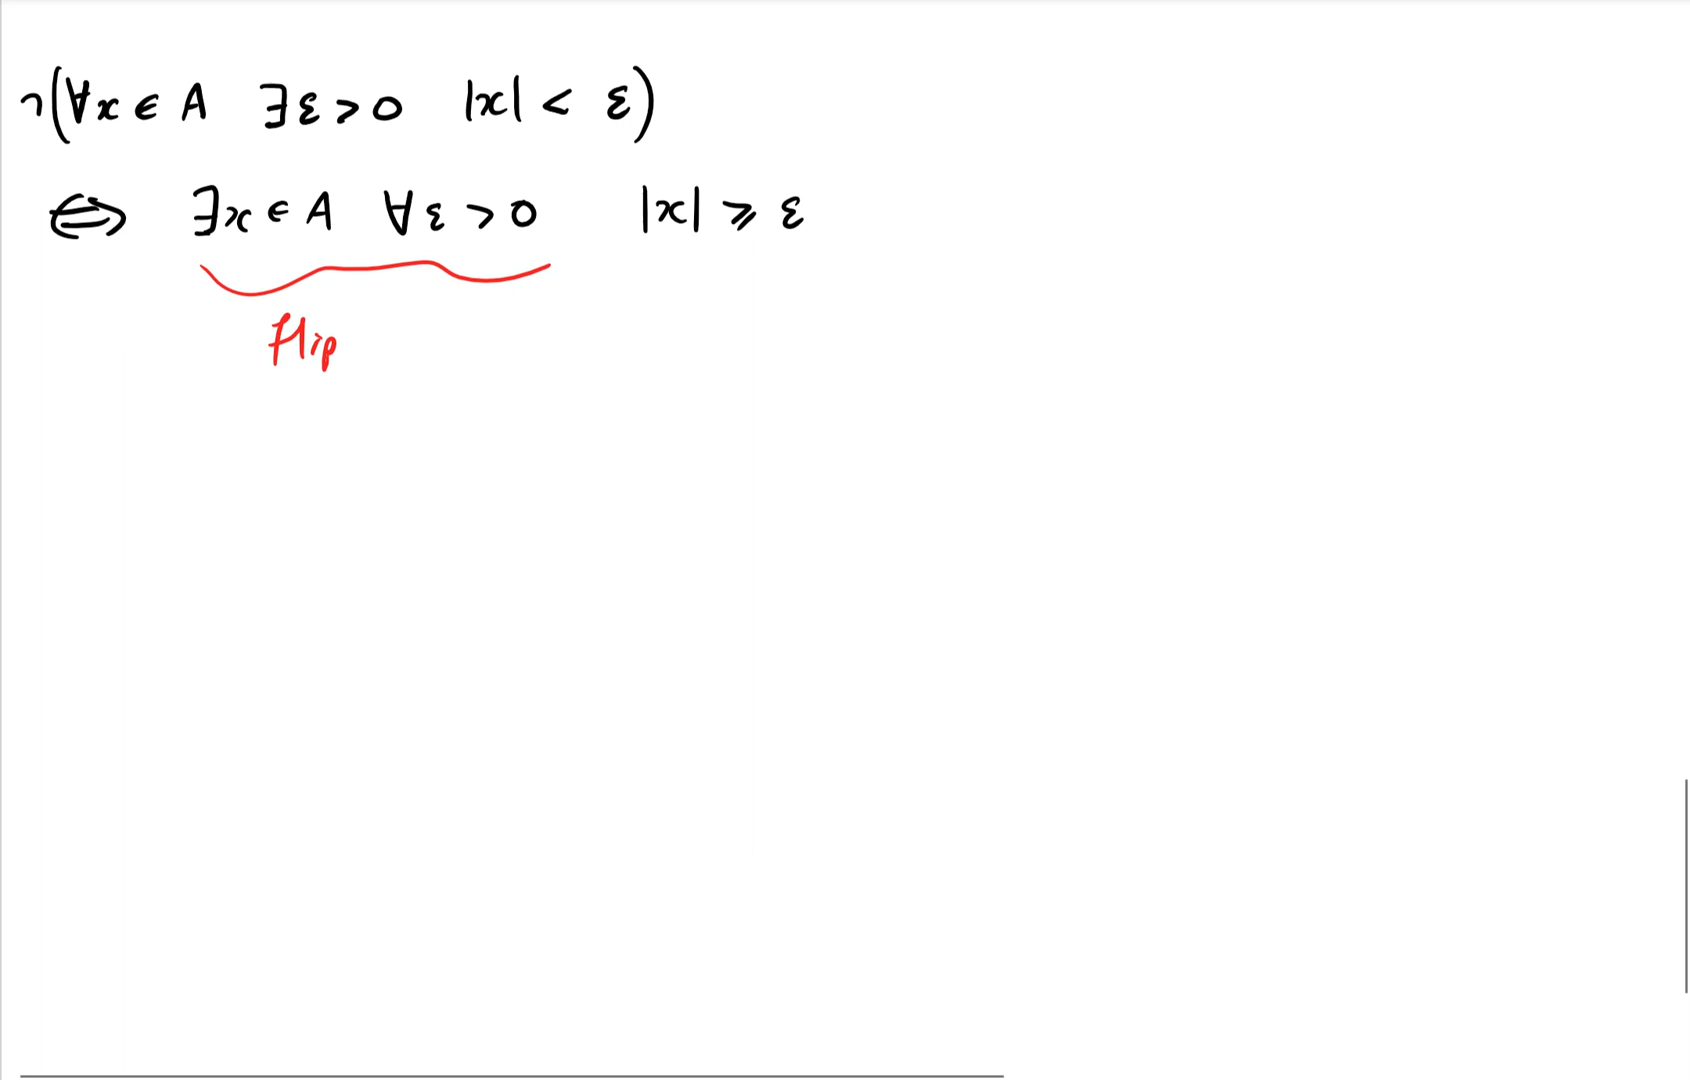 ¬(∀x ∈ A ∃ε > 0 |x| < ε)
⇔ ∃x ∈ A ∀ε > 0 |x| ⩾ ε
flip